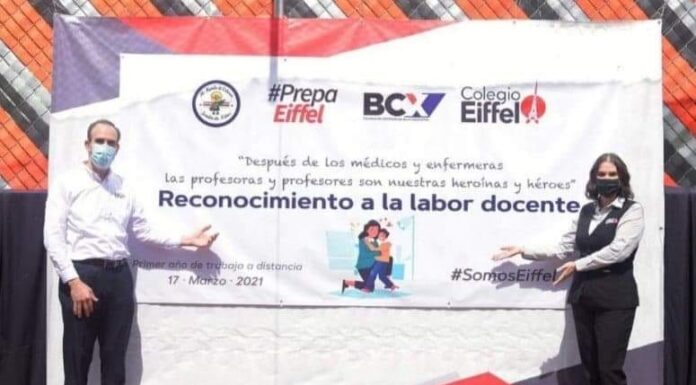 #Prepa
Eiffel
BCX
Colegio
Eiffel
"Después de los médicos y enfermeras
las profesoras y profesores son nuestras heroínas y héroes"
Reconocimiento a la labor docente
Primer año de trabajo a distancia
17 · Marzo · 2021
#SomosEiffel